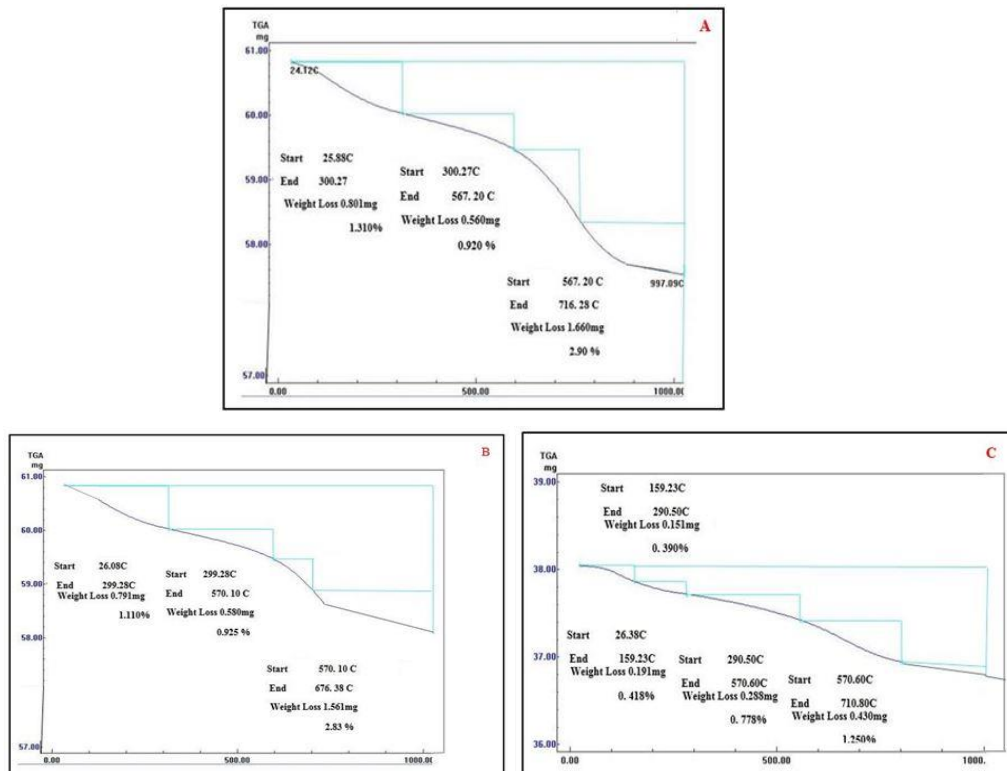 A
TGA
mg
61.00
24.12C
60.00
Start 25.88C
End 300.27
Weight Loss 0.801mg
1.310%
Start 300.27C
End 567. 20 C
Weight Loss 0.560mg
0.920 %
59.00
58.00
Start 567. 20 C
End 716. 28 C
Weight Loss 1.660mg
2.90 %
997.09C
57.00
0.00 500.00 1000.0
B
TGA
mg
61.00
60.00
26.08C
End 299.28C
Weight Loss 0.791mg
1.110%
Start 299.28C
End 570. 10 C
Weight Loss 0.580mg
0.925 %
59.00
58.00
Start 570. 10 C
End 676. 38 C
Weight Loss 1.561mg
2.83 %
57.00
0.00 500.00 1000.0
C
TGA
mg
39.00
Start 159.23C
End 290.50C
Weight Loss 0.151mg
0. 390%
38.00
Start 26.38C
End 159.23C
Weight Loss 0.191mg
0. 418%
Start 290.50C
End 570.60C
Weight Loss 0.288mg
0. 778%
Start 570.60C
End 710.80C
Weight Loss 0.430mg
1.250%
37.00
36.00
0.00 500.00 1000.